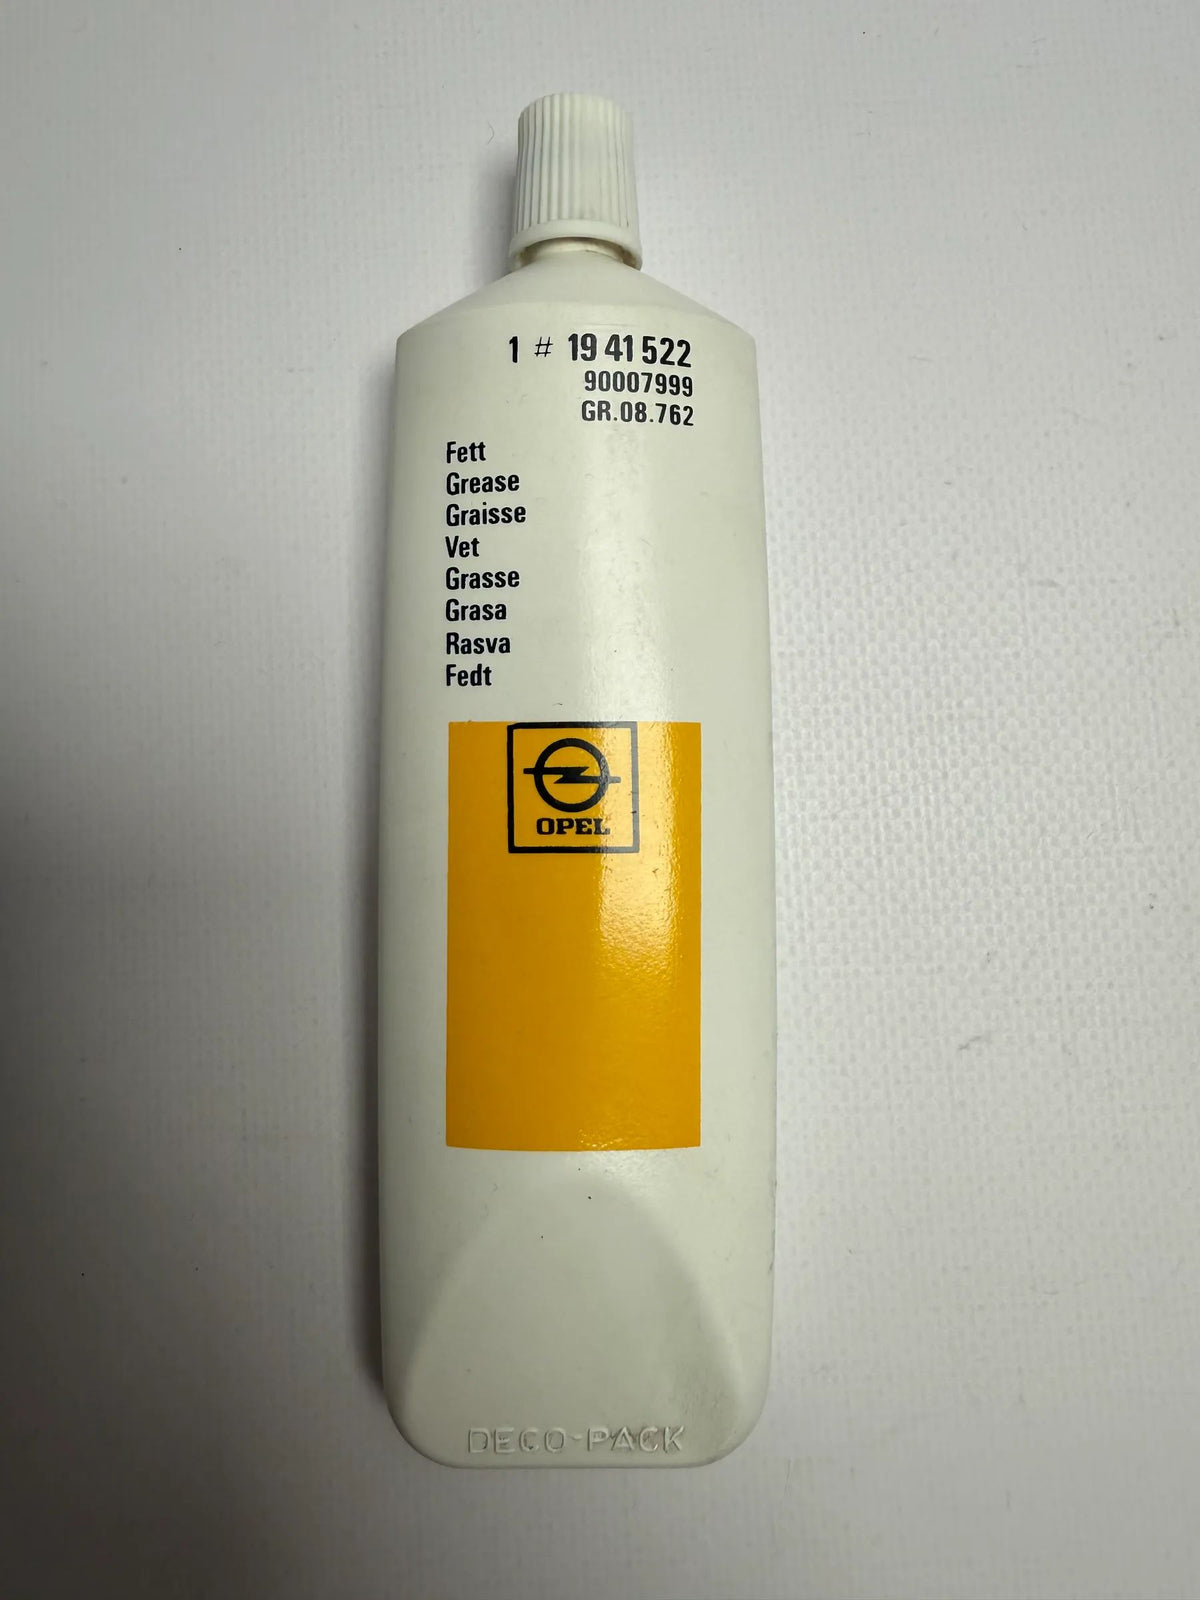 1 # 19 41 522
90007999
GR.08.762
Fett
Grease
Graisse
Vet
Grasse
Grasa
Rasva
Fedt
OPEL
DECO-PACK